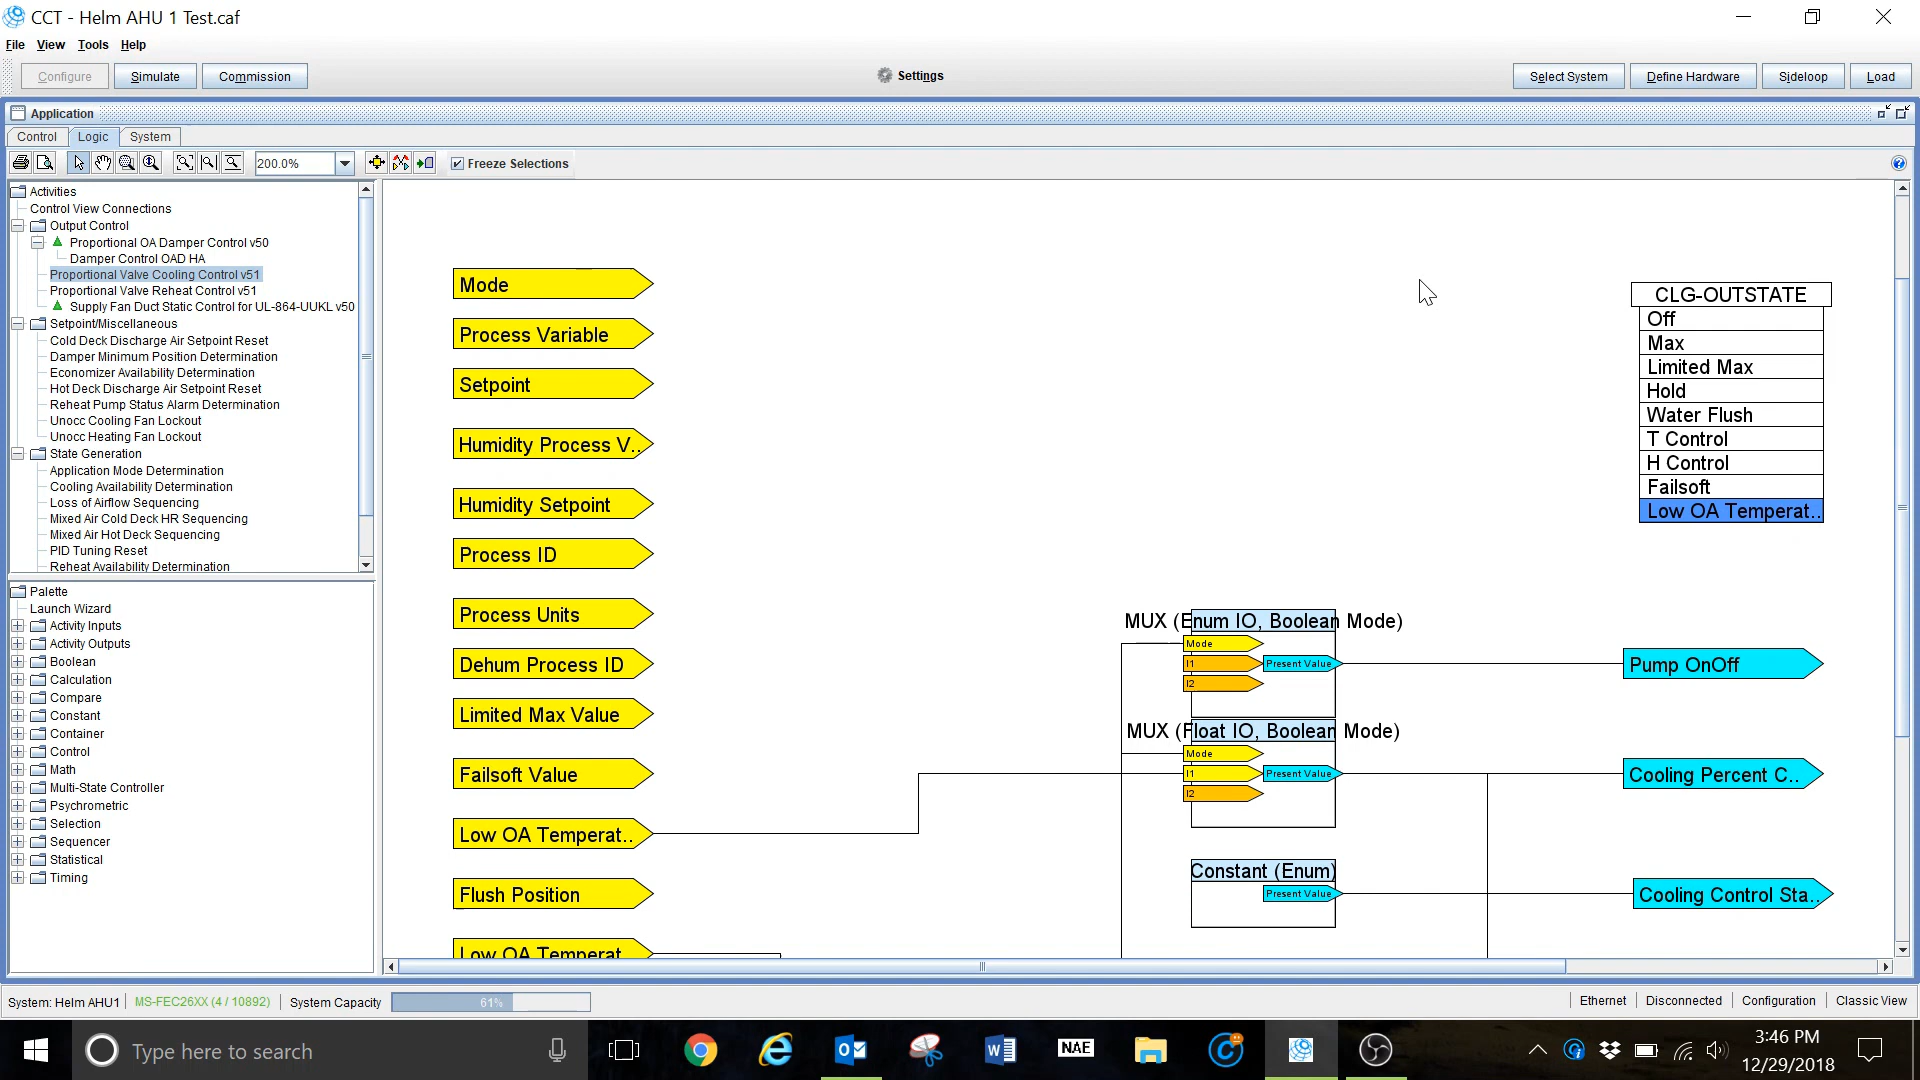 CCT - Helm AHU 1 Test.caf
File View Tools Help
Configure Simulate Commission Settings Select System Define Hardware Sideloop Load
Application
Control Logic System
200.0% Freeze Selections
Activities
Control View Connections
Output Control
Proportional OA Damper Control v50
Damper Control OAD HA
Proportional Valve Cooling Control v51
Proportional Valve Reheat Control v51
Supply Fan Duct Static Control for UL-864-UUKL v50
Setpoint/Miscellaneous
Cold Deck Discharge Air Setpoint Reset
Damper Minimum Position Determination
Economizer Availability Determination
Hot Deck Discharge Air Setpoint Reset
Reheat Pump Status Alarm Determination
Unocc Cooling Fan Lockout
Unocc Heating Fan Lockout
State Generation
Application Mode Determination
Cooling Availability Determination
Loss of Airflow Sequencing
Mixed Air Cold Deck HR Sequencing
Mixed Air Hot Deck Sequencing
PID Tuning Reset
Reheat Availability Determination
Palette
Launch Wizard
Activity Inputs
Activity Outputs
Boolean
Calculation
Compare
Constant
Container
Control
Math
Multi-State Controller
Psychrometric
Selection
Sequencer
Statistical
Timing
Mode
Process Variable
Setpoint
Humidity Process V..
Humidity Setpoint
Process ID
Process Units
Dehum Process ID
Limited Max Value
Failsoft Value
Low OA Temperat..
Flush Position
Low OA Temperat
MUX (Enum IO, Boolean Mode)
Mode
I1 Present Value
I2
MUX (Float IO, Boolean Mode)
Mode
I1 Present Value
I2
Constant (Enum)
Present Value
CLG-OUTSTATE
Off
Max
Limited Max
Hold
Water Flush
T Control
H Control
Failsoft
Low OA Temperat..
Pump OnOff
Cooling Percent C..
Cooling Control Sta..
System: Helm AHU1 MS-FEC26XX (4 / 10892) System Capacity 61% Ethernet Disconnected Configuration Classic View
Type here to search NAE 3:46 PM
12/29/2018